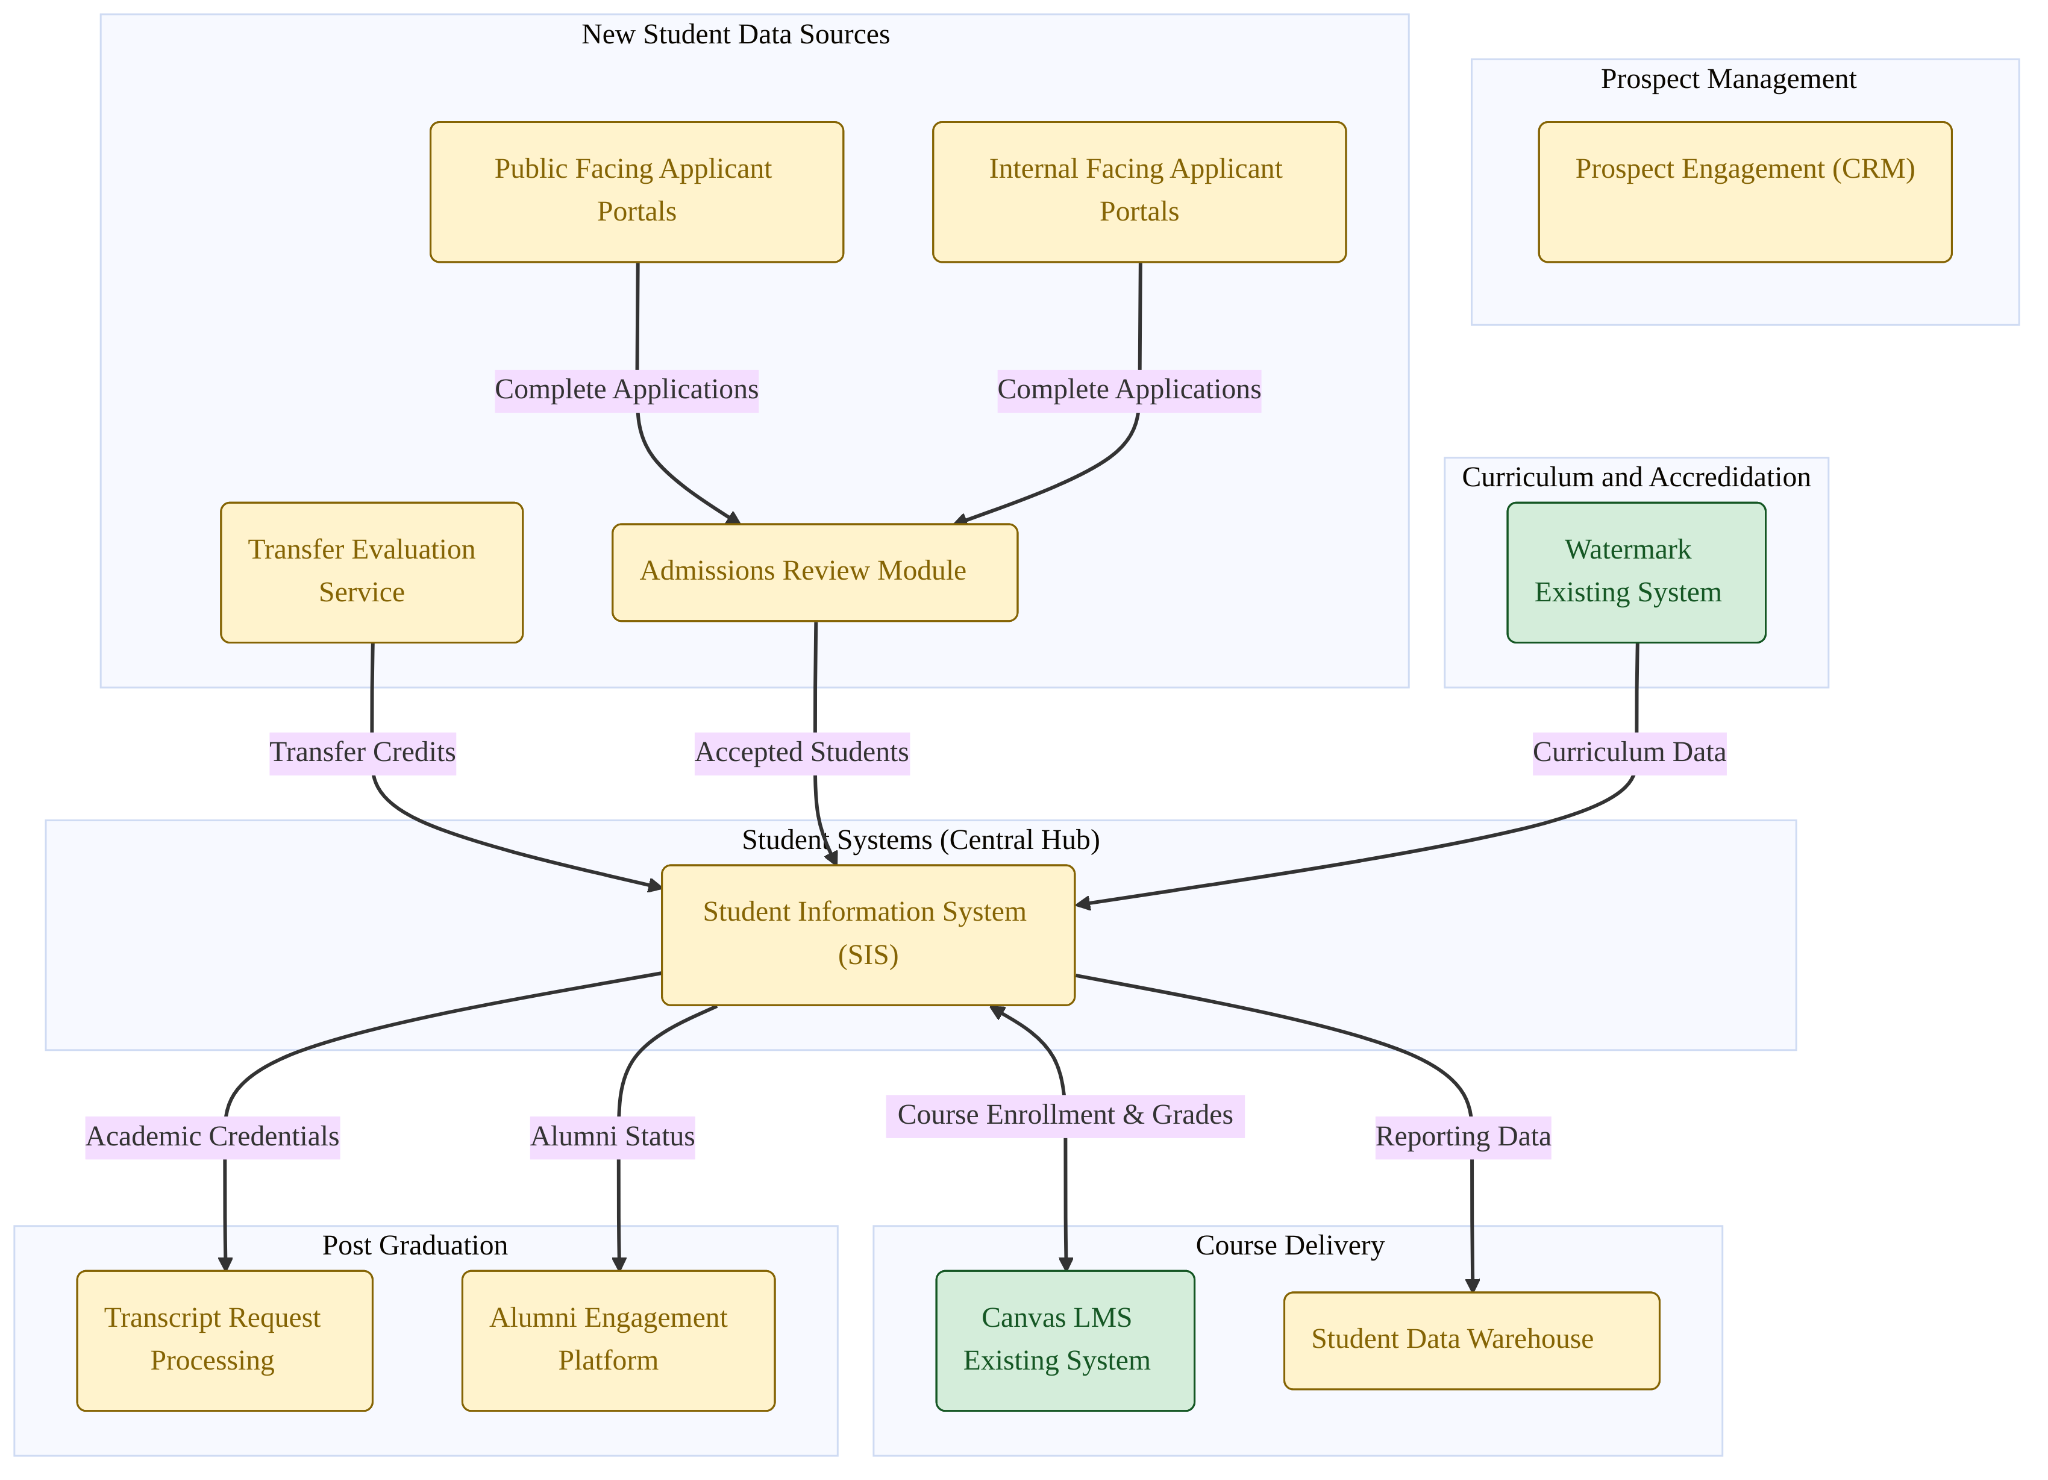 New Student Data Sources
Prospect Management
Public Facing Applicant
Portals
Internal Facing Applicant
Portals
Prospect Engagement (CRM)
Complete Applications
Complete Applications
Curriculum and Accredidation
Transfer Evaluation
Service
Admissions Review Module
Watermark
Existing System
Transfer Credits
Accepted Students
Curriculum Data
Student Systems (Central Hub)
Student Information System
(SIS)
Academic Credentials
Alumni Status
Course Enrollment & Grades
Reporting Data
Post Graduation
Course Delivery
Transcript Request
Processing
Alumni Engagement
Platform
Canvas LMS
Existing System
Student Data Warehouse